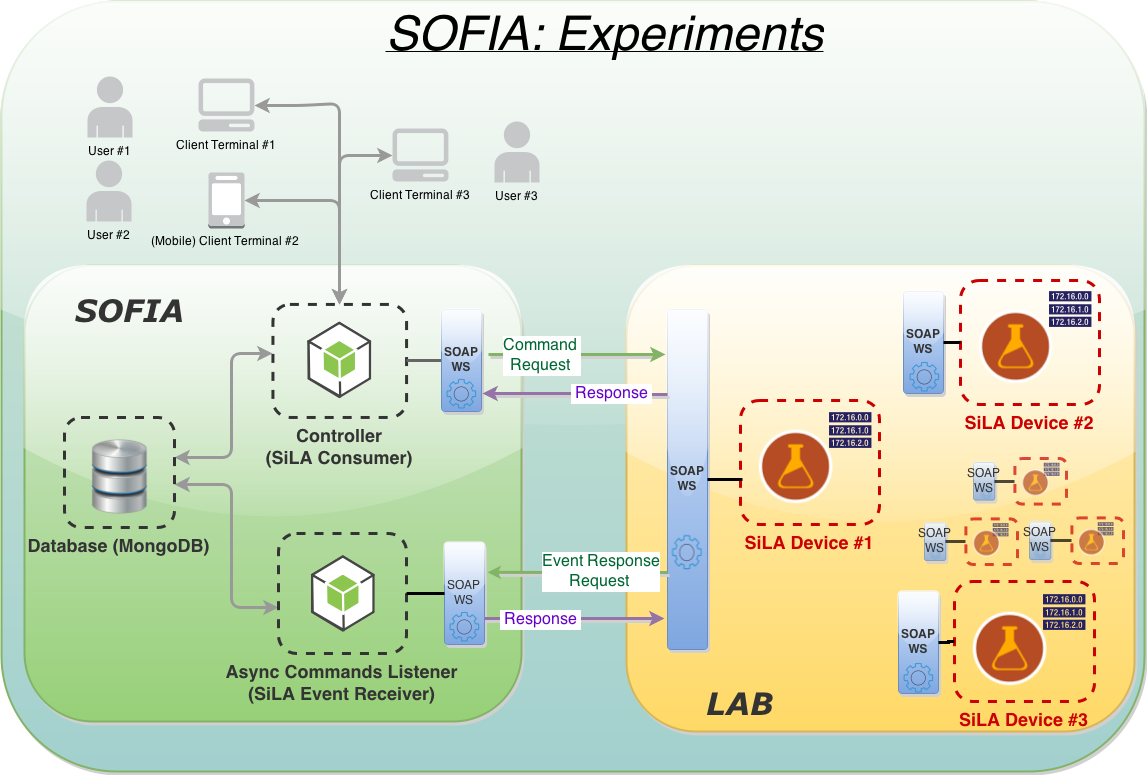 SOFIA: Experiments
User #1
Client Terminal #1
Client Terminal #3
User #3
User #2
(Mobile) Client Terminal #2
SOFIA
SOAP
WS
Command
Request
Response
Controller
(SiLA Consumer)
Database (MongoDB)
SOAP
WS
Event Response
Request
Response
Async Commands Listener
(SiLA Event Receiver)
SOAP
WS
172.16.0.0
172.16.1.0
172.16.2.0
SiLA Device #1
SOAP
WS
172.16.0.0
172.16.1.0
172.16.2.0
SiLA Device #2
SOAP
WS
SOAP
WS
SOAP
WS
SOAP
WS
172.16.0.0
172.16.1.0
172.16.2.0
SiLA Device #3
LAB